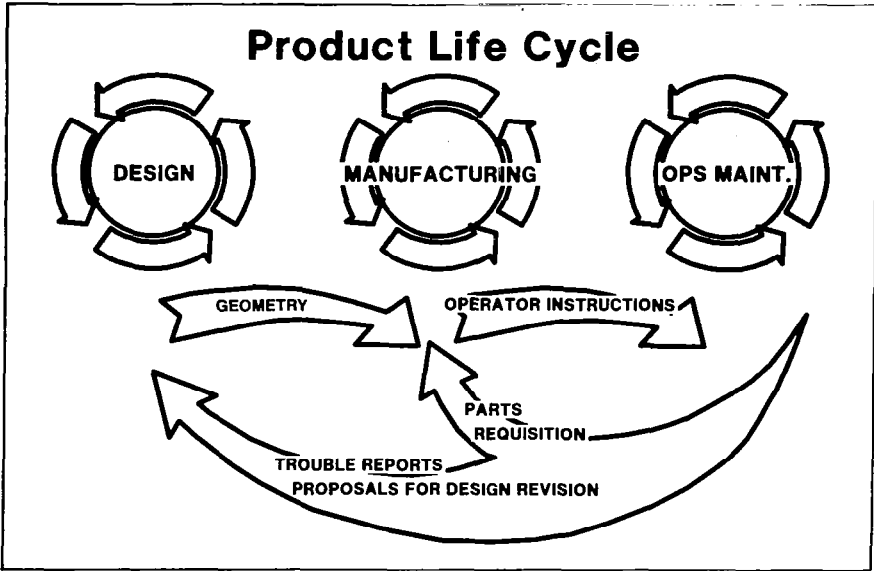 Product Life Cycle
DESIGN
MANUFACTURING
OPS MAINT.
GEOMETRY
OPERATOR INSTRUCTIONS
PARTS
REQUISITION
TROUBLE REPORTS
PROPOSALS FOR DESIGN REVISION